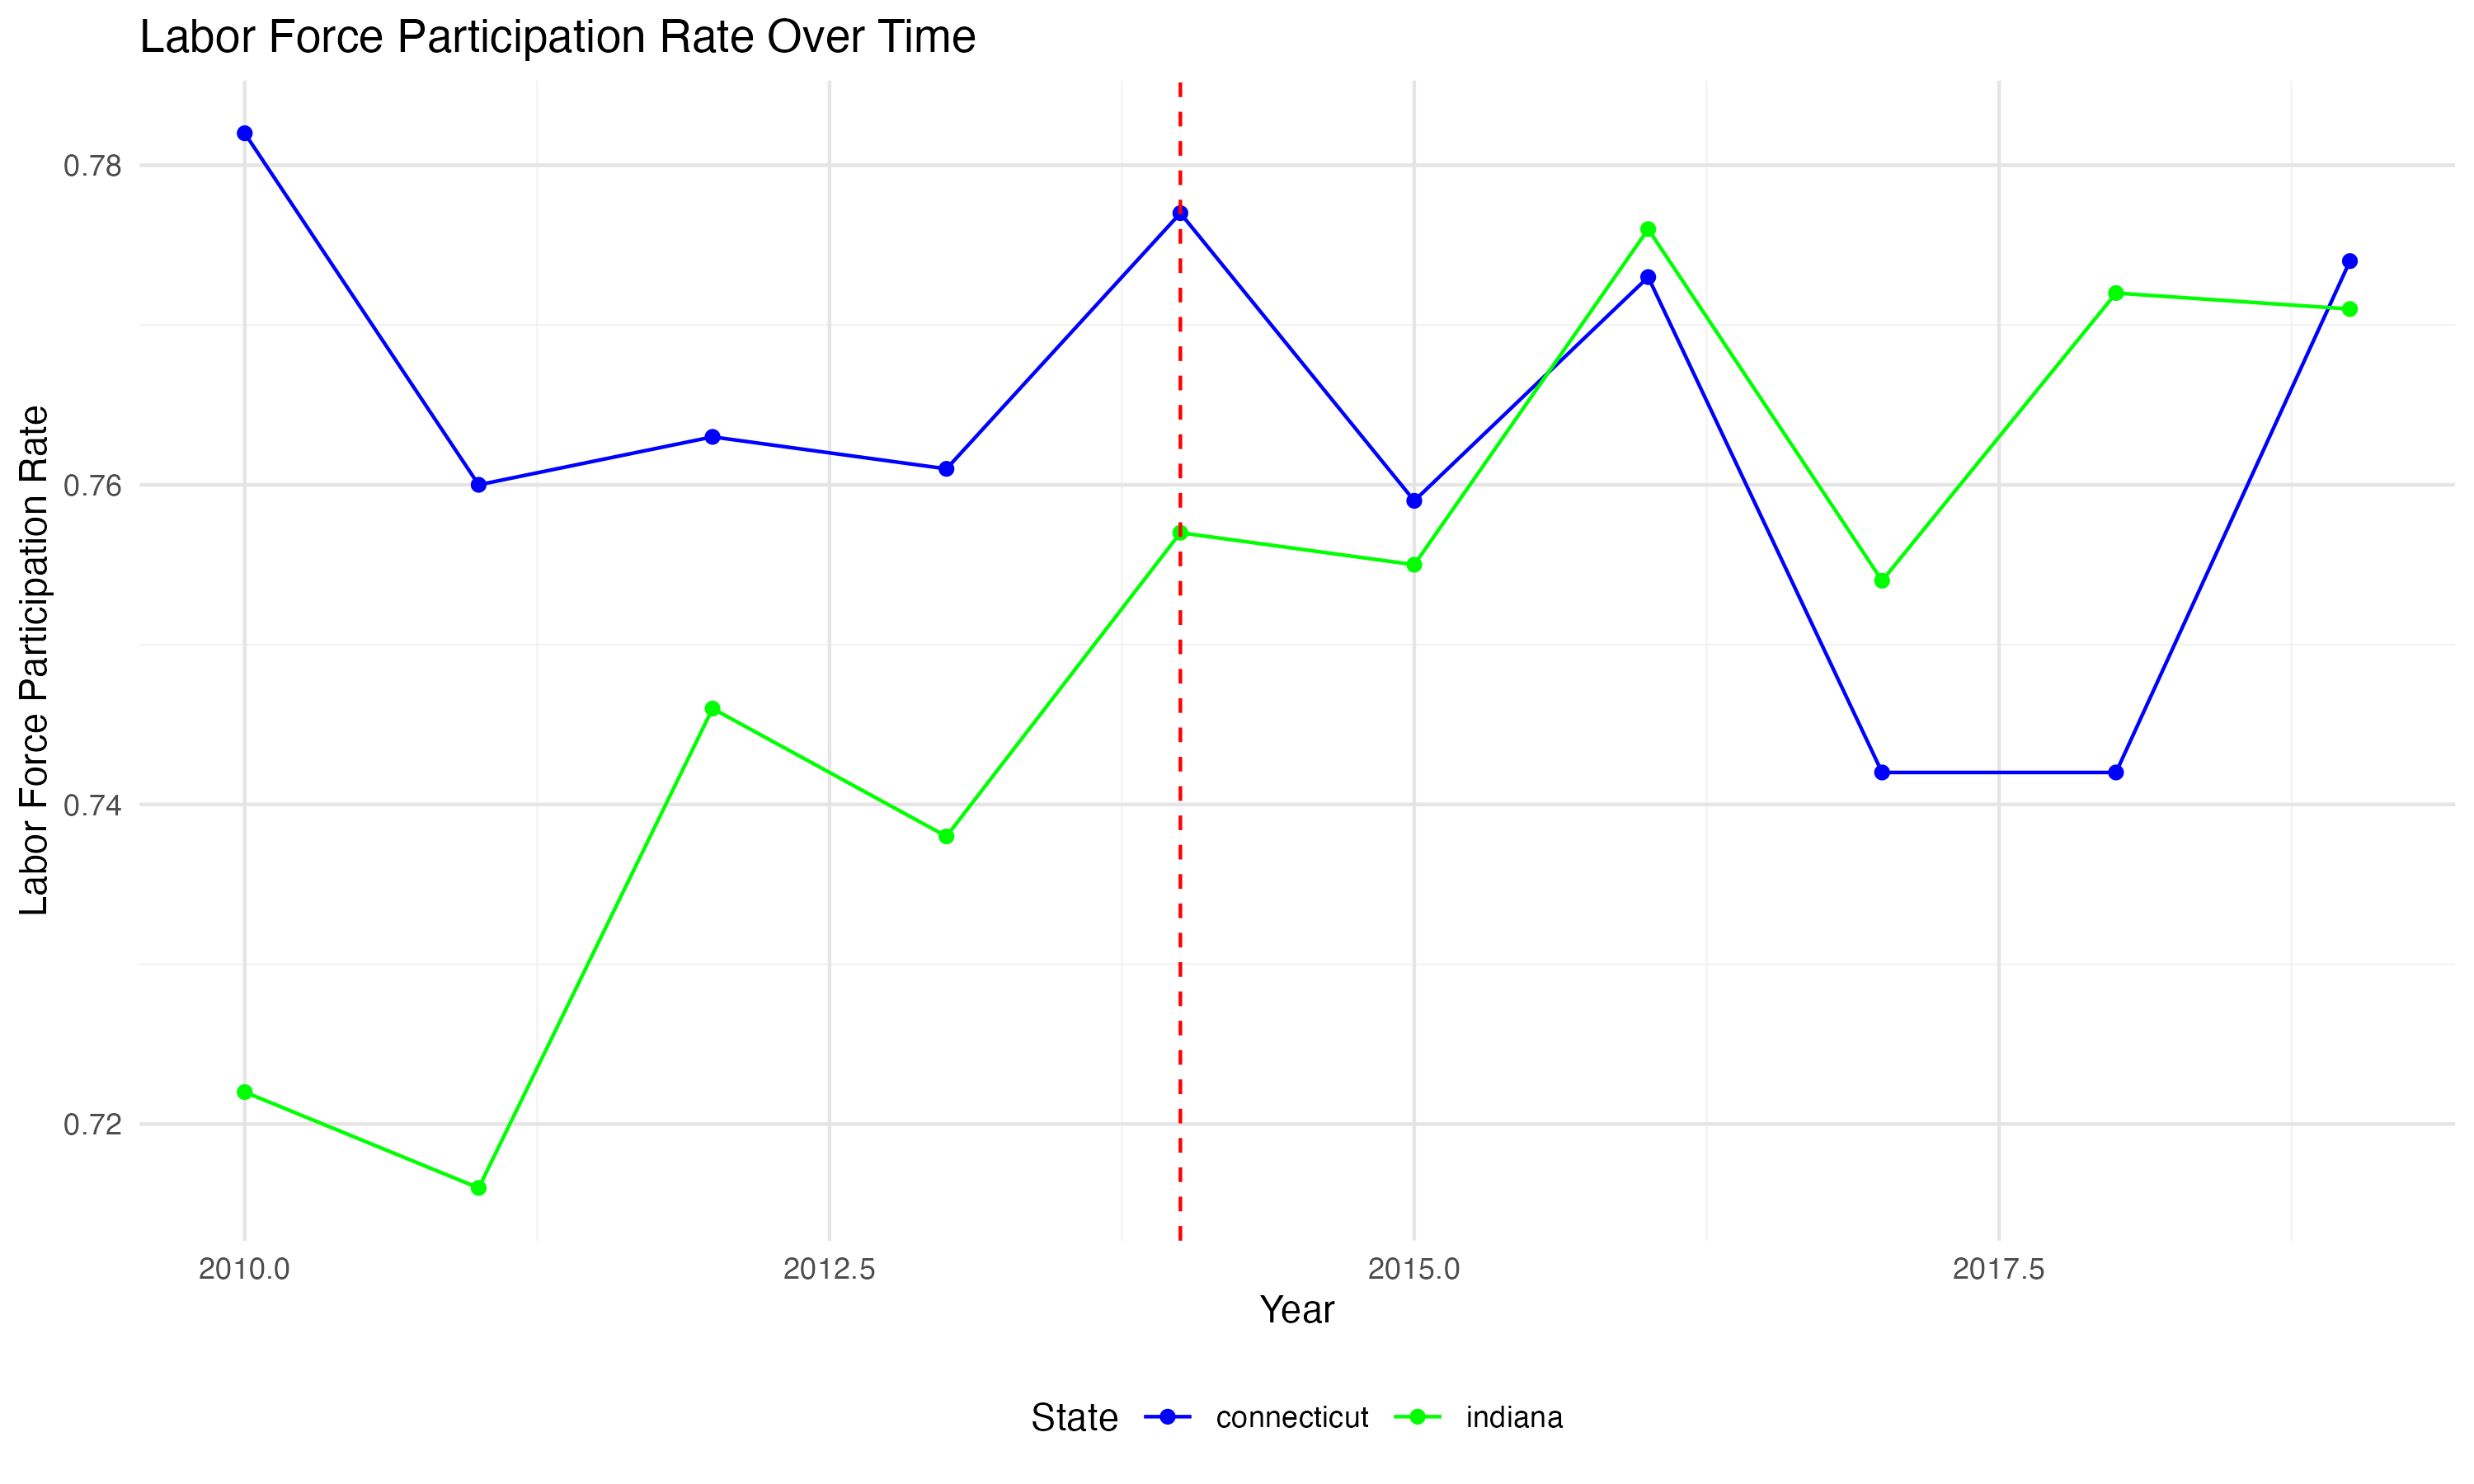 Labor Force Participation Rate Over Time
Labor Force Participation Rate
0.78
0.76
0.74
0.72
2010.0 2012.5 2015.0 2017.5
Year
State connecticut indiana